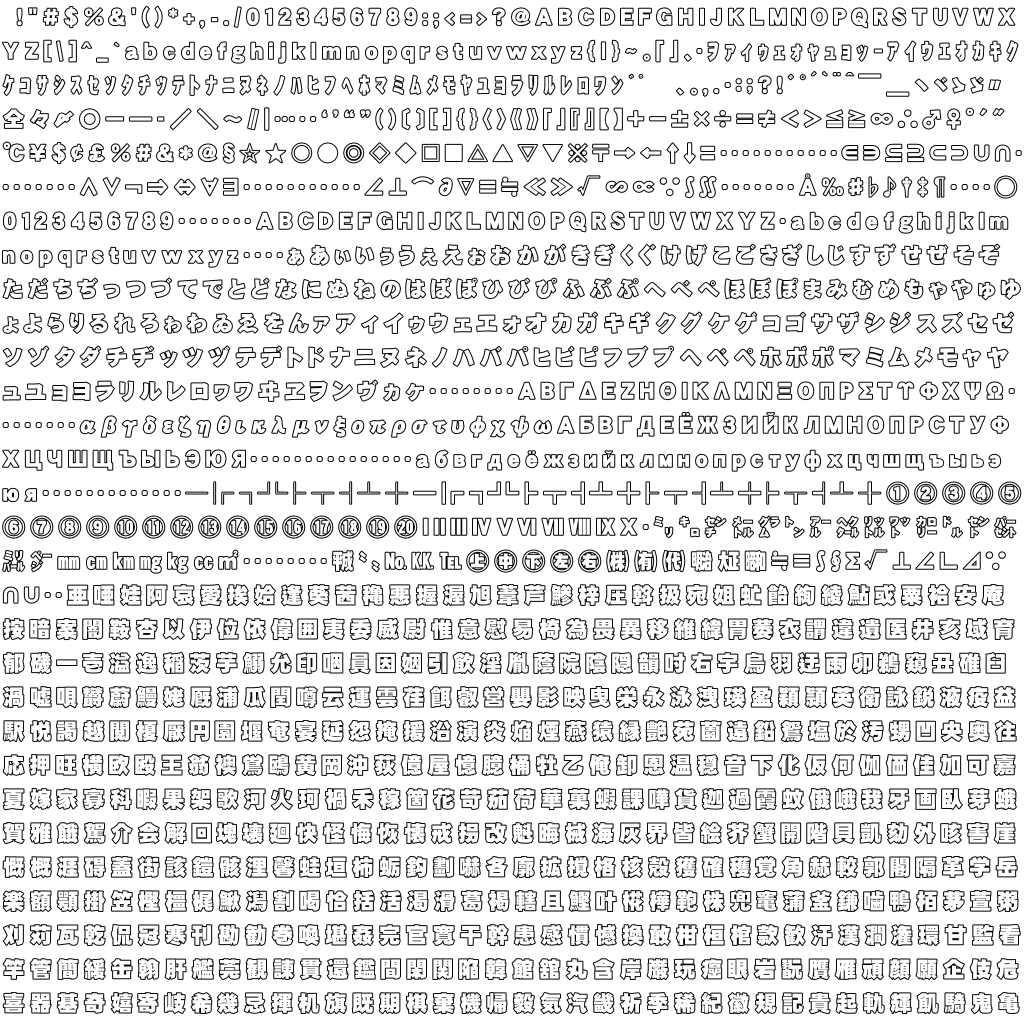 !"#$%&'()*+,-./0123456789:;<=>?@ABCDEFGHIJKLMNOPQRSTUVWX
YZ[\]^_`abcdefghijklmnopqrstuvwxyz{|}~。「」、・ヲァィゥェォャュョッーアイウエオカキク
ケコサシスセソタチツテトナニヌネノハヒフヘホマミムメモヤユヨラリルレロワン゛゜ 、。,.・:;?!゛゜´`¨^‾_ヽヾゝゞ〃
仝々〆〇ー―‐/\~∥|…‥‘’“”()〔〕[]{}〈〉《》「」『』【】+-±×÷=≠<>≦≧∞∴♂♀°′″
℃¥$¢£%#&*@§☆★○●◎◇◆□■△▲▽▼※〒→←↑↓〓···········∈∋⊆⊇⊂⊃∪∩·
·······∧∨¬⇒⇔∀∃···········∠⊥⌒∂∇≡≒≪≫√∽∝∵∫∬·······Å‰♯♭♪†‡¶····◯
0123456789·······ABCDEFGHIJKLMNOPQRSTUVWXYZ·abcdefghijklm
nopqrstuvwxyz····ぁあぃいぅうぇえぉおかがきぎくぐけげこごさざしじすずせぜそぞ
ただちぢっつづてでとどなにぬねのはばぱひびぴふぶぷへべぺほぼぽまみむめもゃやゅゆ
ょよらりるれろゎわゐゑをんァアィイゥウェエォオカガキギクグケゲコゴサザシジスズセゼ
ソゾタダチヂッツヅテデトドナニヌネノハバパヒビピフブプヘベペホボポマミムメモャヤ
ュユョヨラリルレロヮワヰヱヲンヴヵヶ········ΑΒΓΔΕΖΗΘΙΚΛΜΝΞΟΠΡΣΤΥΦΧΨΩ·
·······αβγδεζηθικλμνξοπρστυφχψωАБВГДЕЁЖЗИЙКЛМНОПРСТУФ
ХЦЧШЩЪЫЬЭЮЯ···············абвгдеёжзийклмнопрстуфхцчшщъыьэ
юя·············─│┌┐┘└├┬┤┴┼━┃┏┓┛┗┣┳┫┻╋┠┯┨┷┿┝┰┥┸╂①②③④⑤
⑥⑦⑧⑨⑩⑪⑫⑬⑭⑮⑯⑰⑱⑲⑳ⅠⅡⅢⅣⅤⅥⅦⅧⅨⅩ·㍉㌔㌢㍍㌘㌧㌃㌶㍑㍗㌍㌦㌣㌫
㍊㌻㎜㎝㎞㎎㎏㏄㎡········㍻〝〟№㏍℡㊤㊥㊦㊧㊨㈱㈲㈹㍾㍽㍼≒≡∫∮∑√⊥∠∟⊿∵
∩∪··亜唖娃阿哀愛挨姶逢葵茜穐悪握渥旭葦芦鯵梓圧斡扱宛姐虻飴絢綾鮎或粟袷安庵
按暗案闇鞍杏以伊位依偉囲夷委威尉惟意慰易椅為畏異移維緯胃萎衣謂違遺医井亥域育
郁磯一壱溢逸稲茨芋鰯允印咽員因姻引飲淫胤蔭院陰隠韻吋右宇烏羽迂雨卯鵜窺丑碓臼
渦嘘唄欝蔚鰻姥厩浦瓜閏噂云運雲荏餌叡営嬰影映曳栄永泳洩瑛盈穎頴英衛詠鋭液疫益
駅悦謁越閲榎厭円園堰奄宴延怨掩援沿演炎焔煙燕猿縁艶苑薗遠鉛鴛塩於汚甥凹央奥往
応押旺横欧殴王翁襖鴬鴎黄岡沖荻億屋憶臆桶牡乙俺卸恩温穏音下化仮何伽価佳加可嘉
夏嫁家寡科暇果架歌河火珂禍禾稼箇花苛茄荷華菓蝦課嘩貨迦過霞蚊俄峨我牙画臥芽蛾
賀雅餓駕介会解回塊壊廻快怪悔恢懐戒拐改魁晦械海灰界皆絵芥蟹開階貝凱劾外咳害崖
慨概涯碍蓋街該鎧骸浬馨蛙垣柿蛎鈎劃嚇各廓拡撹格核殻獲確穫覚角赫較郭閣隔革学岳
楽額顎掛笠樫橿梶鰍潟割喝恰括活渇滑葛褐轄且鰹叶椛樺鞄株兜竃蒲釜鎌噛鴨栢茅萱粥
刈苅瓦乾侃冠寒刊勘勧巻喚堪姦完官寛干幹患感慣憾換敢柑桓棺款歓汗漢澗潅環甘監看
竿管簡緩缶翰肝艦莞観諌貫還鑑間閑関陥韓館舘丸含岸巌玩癌眼岩翫贋雁頑顔願企伎危
喜器基奇嬉寄岐希幾忌揮机旗既期棋棄機帰毅気汽畿祈季稀紀徽規記貴起軌輝飢騎鬼亀